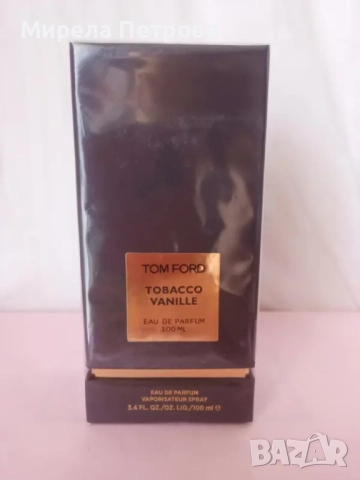 Мирела Петрова
TOM FORD
TOBACCO
VANILLE
EAU DE PARFUM
100 ML
EAU DE PARFUM
VAPORISATEUR SPRAY
3.4 FL. OZ./OZ. LIQ./100 ml ℮
bazar